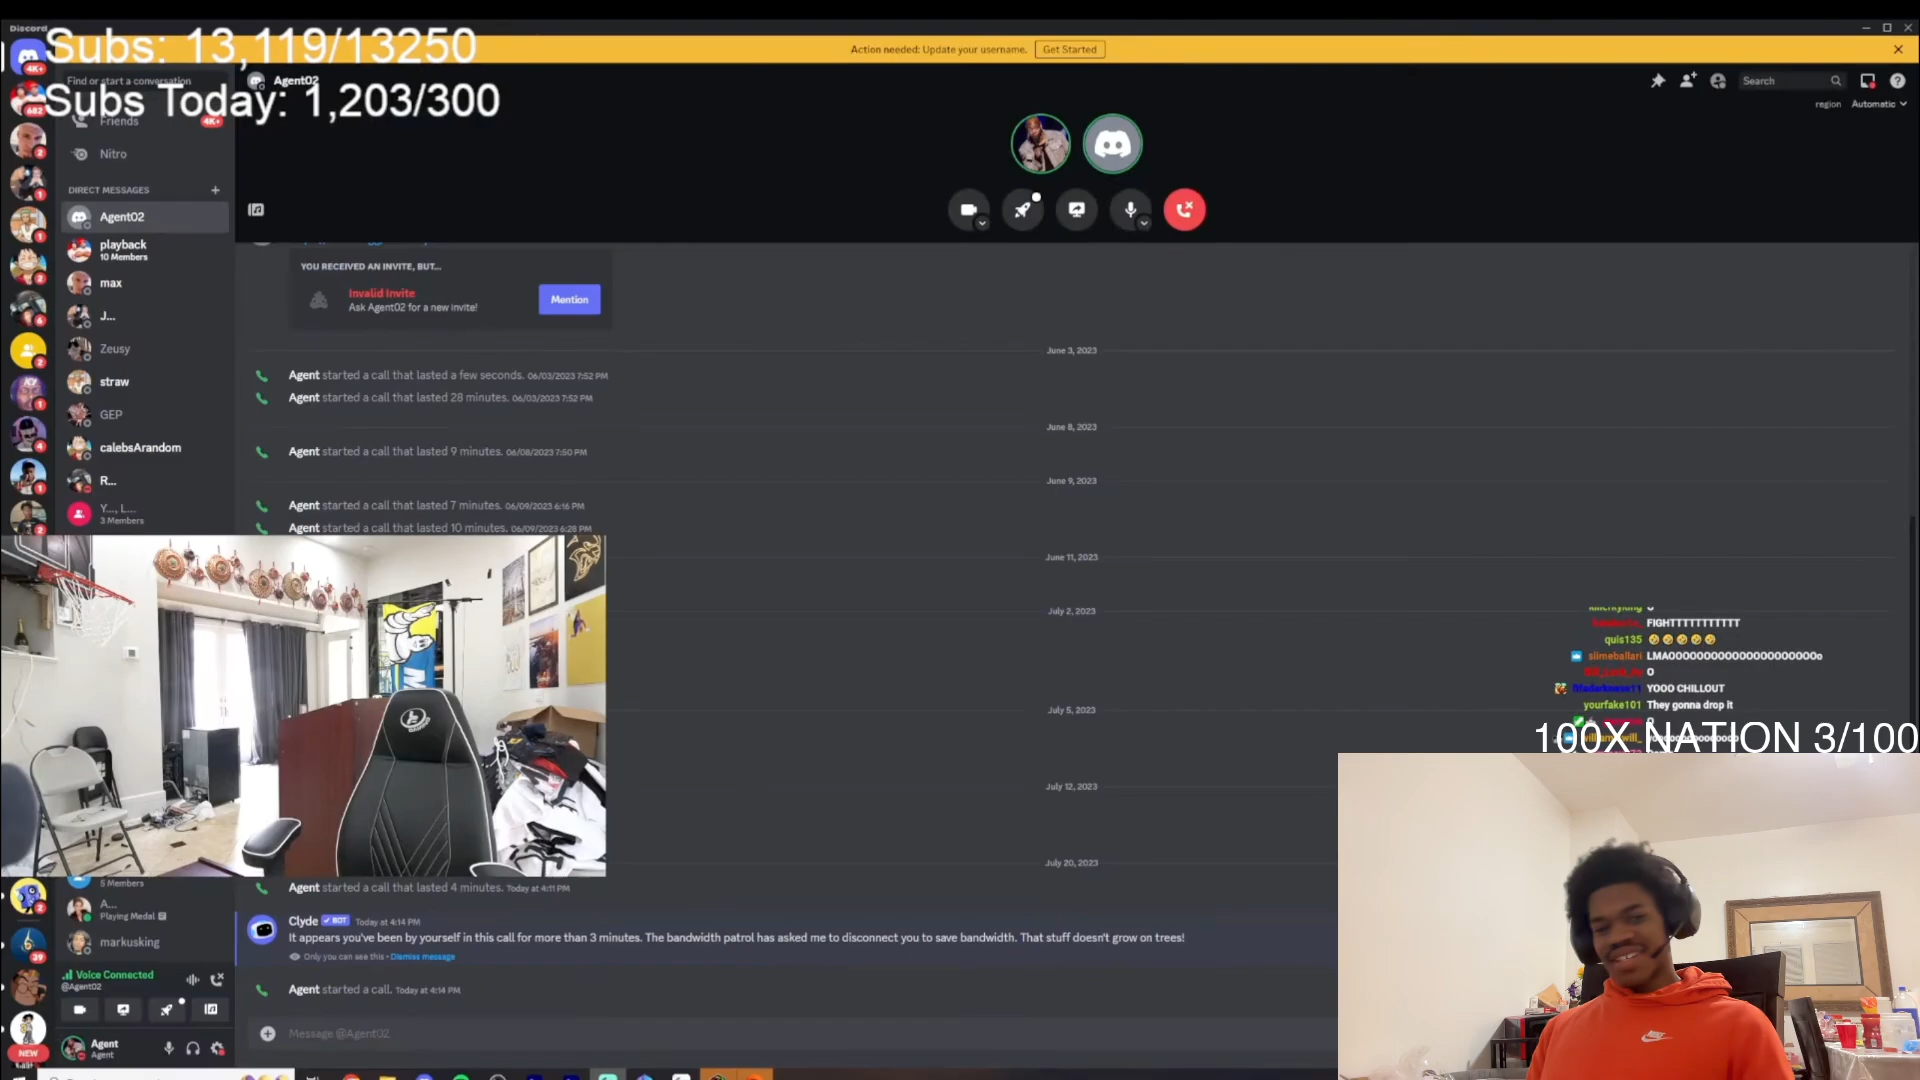 Discord
Subs: 13,119/13250
Action needed: Update your username.
Get Started
4K+
Find or start a conversation
Agent02
Search
Subs Today: 1,203/300
682
region
Automatic
Friends
4K+
Nitro
DIRECT MESSAGES
Agent02
playback
10 Members
max
J...
Zeusy
straw
GEP
calebsArandom
R...
Y..., L...
3 Members
YOU RECEIVED AN INVITE, BUT...
Invalid Invite
Ask Agent02 for a new invite!
Mention
June 3, 2023
Agent started a call that lasted a few seconds. 06/03/2023 7:52 PM
Agent started a call that lasted 28 minutes. 06/03/2023 7:52 PM
June 8, 2023
Agent started a call that lasted 9 minutes. 06/08/2023 7:50 PM
June 9, 2023
Agent started a call that lasted 7 minutes. 06/09/2023 6:16 PM
Agent started a call that lasted 10 minutes. 06/09/2023 6:28 PM
June 11, 2023
July 2, 2023
FIGHTTTTTTTTTTT
quis135
slimeballari LMAOOOOOOOOOOOOOOOOOOOOOo
O
YOOO CHILLOUT
yourfake101 They gonna drop it
July 5, 2023
100X NATION 3/100
July 12, 2023
July 20, 2023
5 Members
Agent started a call that lasted 4 minutes. Today at 4:11 PM
A...
Playing Medal
markusking
Clyde BOT Today at 4:14 PM
It appears you've been by yourself in this call for more than 3 minutes. The bandwidth patrol has asked me to disconnect you to save bandwidth. That stuff doesn't grow on trees!
Only you can see this • Dismiss message
39
Voice Connected
@Agent02
Agent started a call. Today at 4:14 PM
Message @Agent02
Agent
Agent
NEW